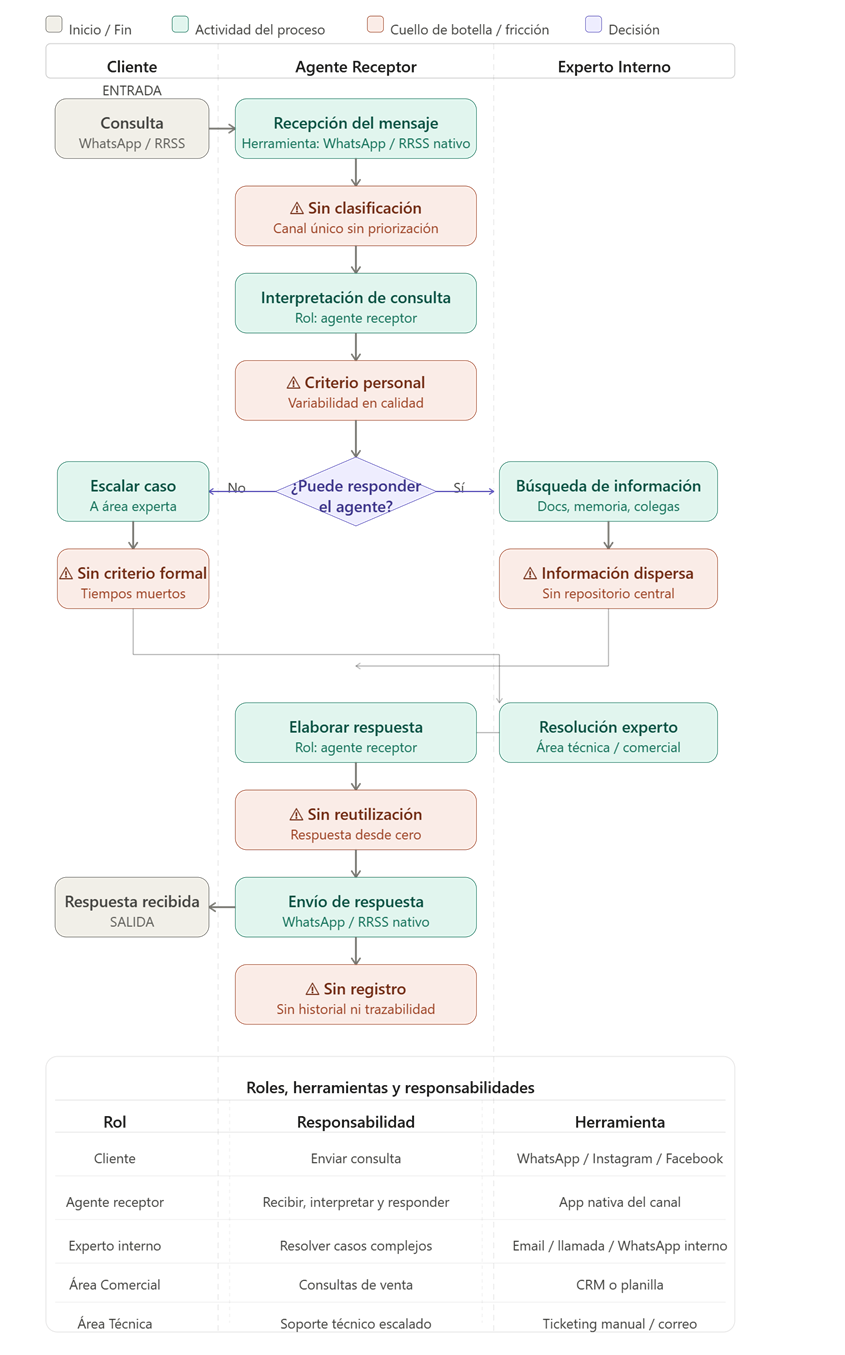 Inicio / Fin
Actividad del proceso
Cuello de botella / fricción
Decisión
Cliente
Agente Receptor
Experto Interno
ENTRADA
Consulta
WhatsApp / RRSS
Recepción del mensaje
Herramienta: WhatsApp / RRSS nativo
⚠ Sin clasificación
Canal único sin priorización
Interpretación de consulta
Rol: agente receptor
⚠ Criterio personal
Variabilidad en calidad
¿Puede responder
el agente?
No
Sí
Escalar caso
A área experta
Búsqueda de información
Docs, memoria, colegas
⚠ Sin criterio formal
Tiempos muertos
⚠ Información dispersa
Sin repositorio central
Elaborar respuesta
Rol: agente receptor
Resolución experto
Área técnica / comercial
⚠ Sin reutilización
Respuesta desde cero
Respuesta recibida
SALIDA
Envío de respuesta
WhatsApp / RRSS nativo
⚠ Sin registro
Sin historial ni trazabilidad
Roles, herramientas y responsabilidades
Rol
Responsabilidad
Herramienta
Cliente
Enviar consulta
WhatsApp / Instagram / Facebook
Agente receptor
Recibir, interpretar y responder
App nativa del canal
Experto interno
Resolver casos complejos
Email / llamada / WhatsApp interno
Área Comercial
Consultas de venta
CRM o planilla
Área Técnica
Soporte técnico escalado
Ticketing manual / correo